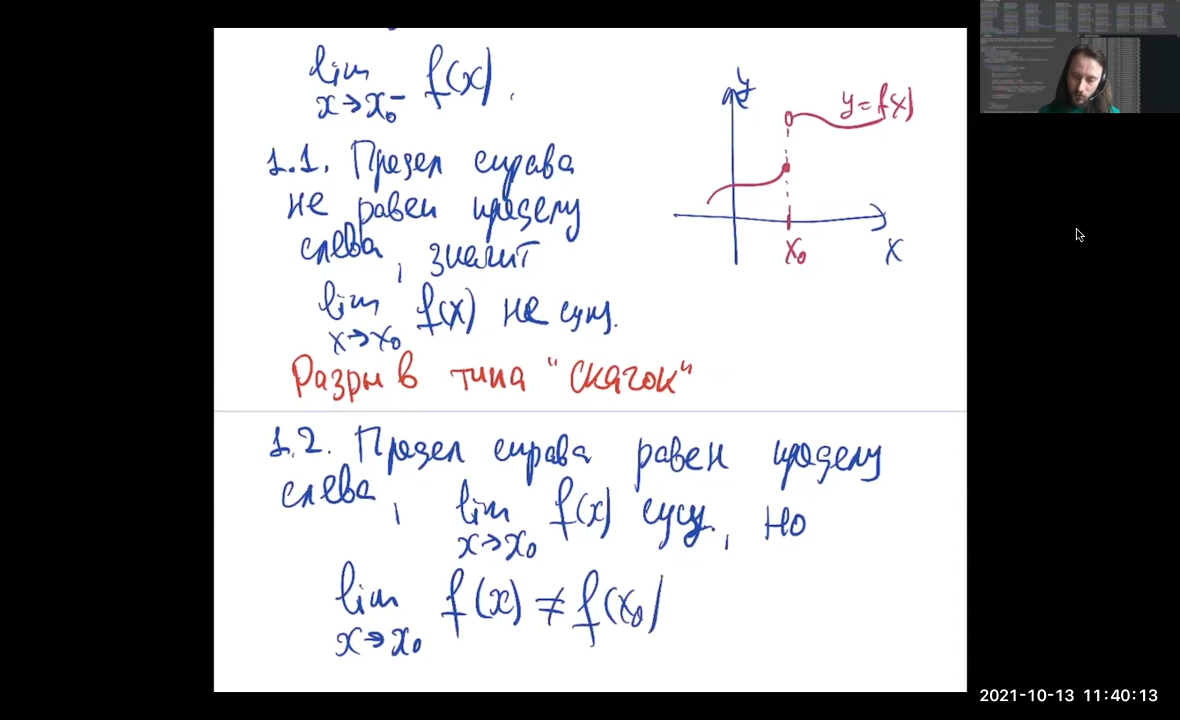 lim f(x).
x→x₀⁻
y
y=f(x)
x₀
x
1.1. Предел справа
не равен пределу
слева, значит
lim f(x) не сущ.
x→x₀
Разрыв типа "скачок"
1.2. Предел справа равен пределу
слева, lim f(x) сущ., но
x→x₀
lim f(x) ≠ f(x₀)
x→x₀
2021-10-13 11:40:13